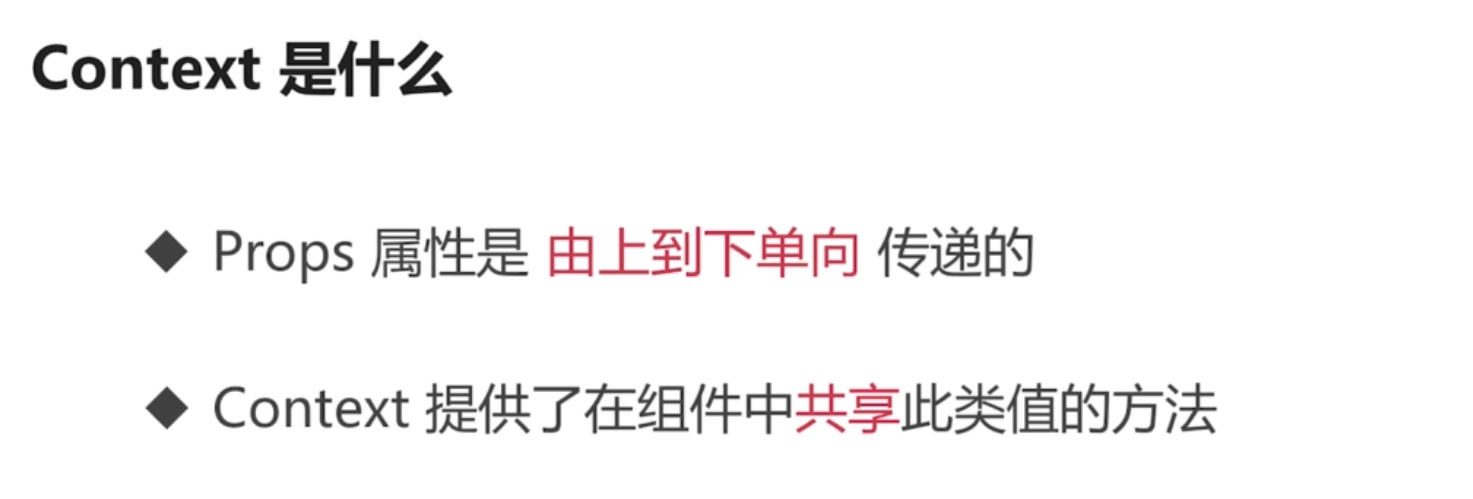 Context 是什么
◆ Props 属性是 由上到下单向 传递的
◆ Context 提供了在组件中共享此类值的方法